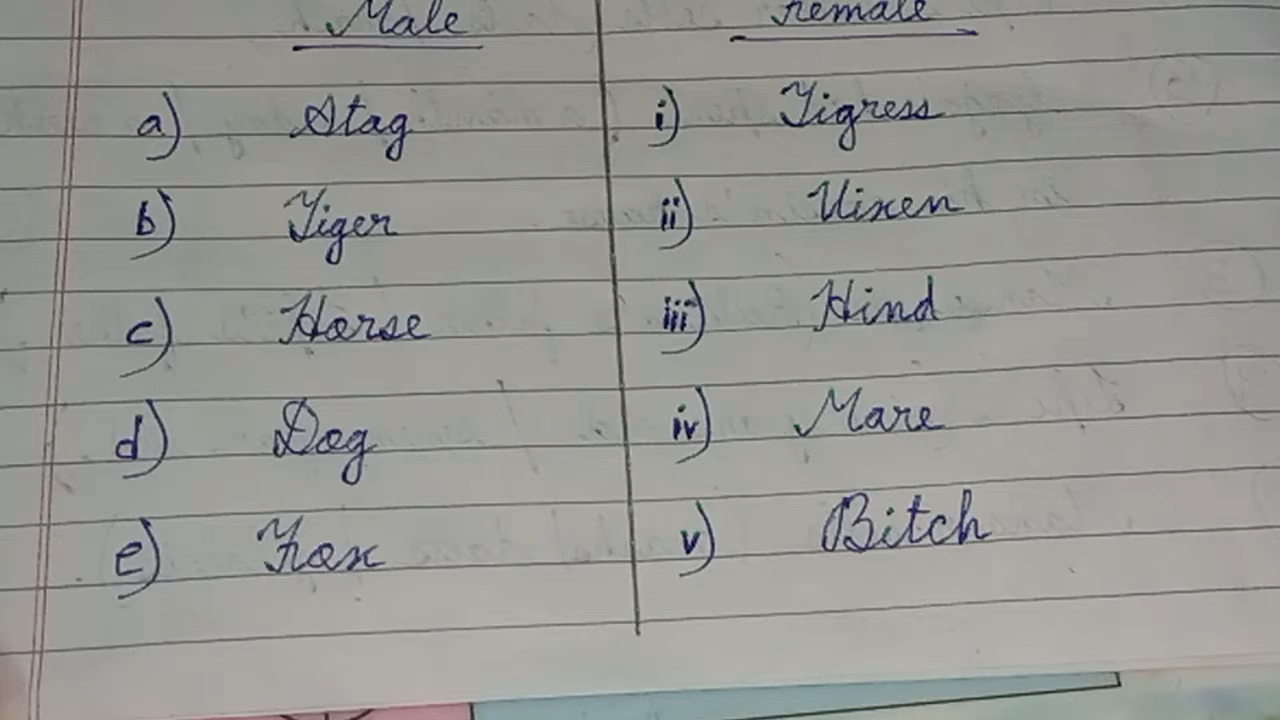 Male Female
a) Stag i) Tigress
b) Tiger ii) Vixen
c) Horse iii) Hind
d) Dog iv) Mare
e) Fox v) Bitch